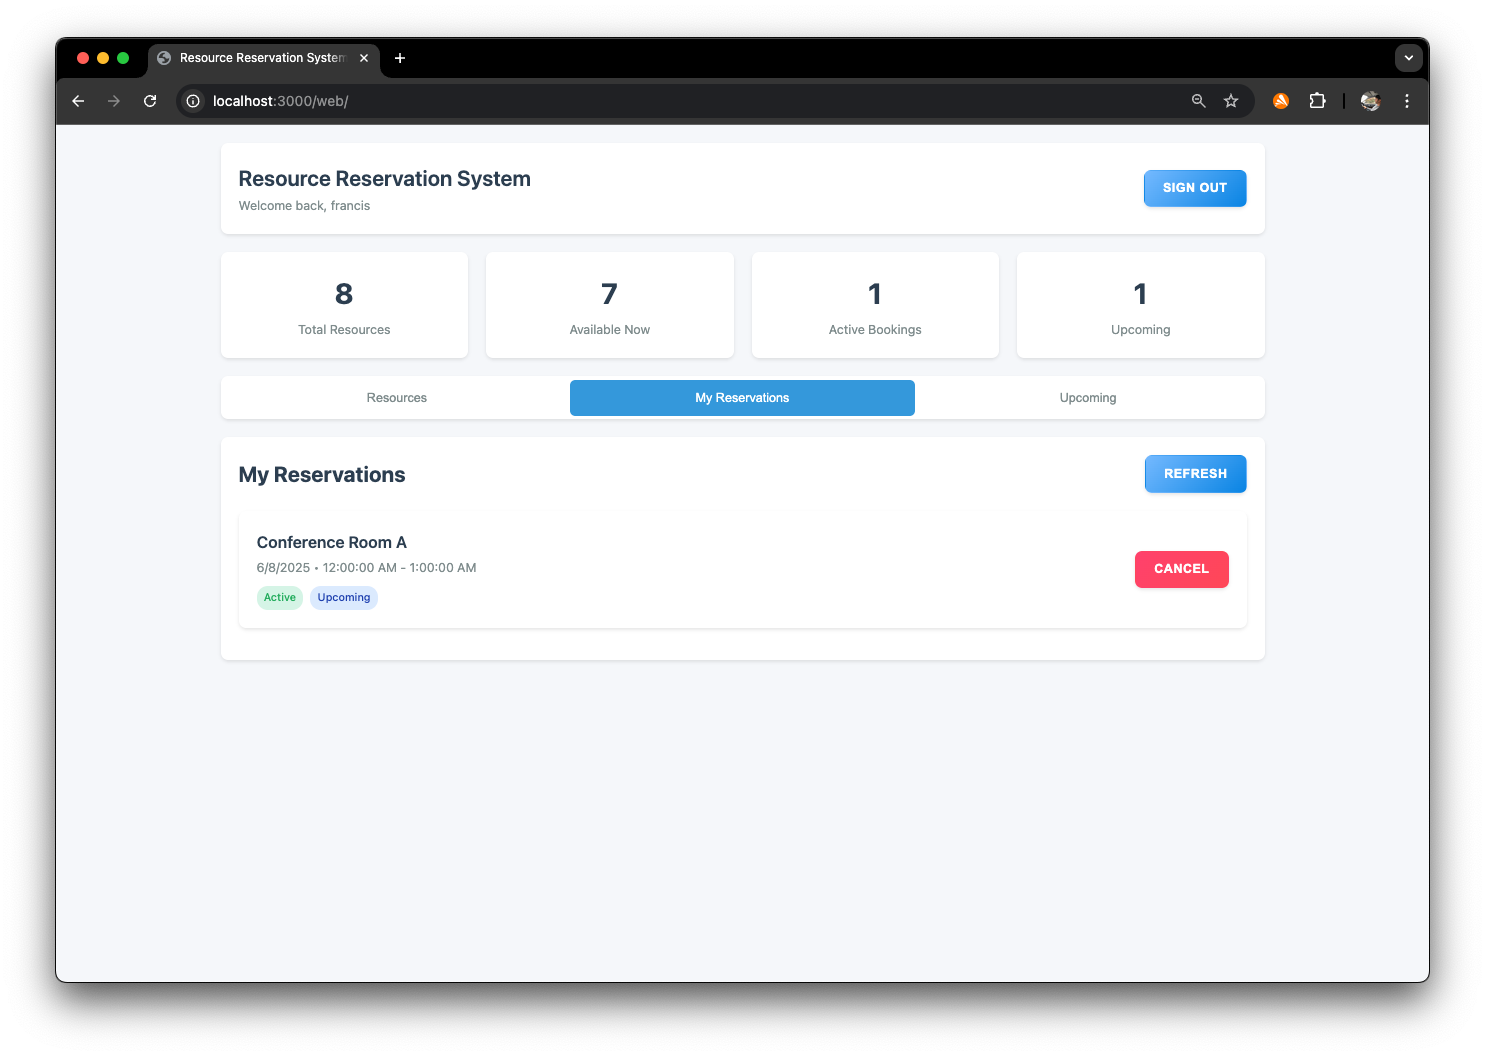 Resource Reservation System
localhost:3000/web/
Resource Reservation System
Welcome back, francis
SIGN OUT
8
Total Resources
7
Available Now
1
Active Bookings
1
Upcoming
Resources
My Reservations
Upcoming
My Reservations
REFRESH
Conference Room A
6/8/2025 • 12:00:00 AM - 1:00:00 AM
Active
Upcoming
CANCEL